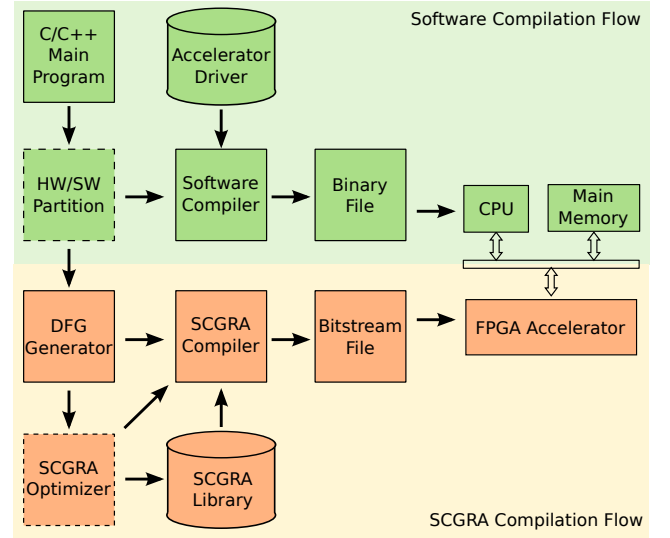 Software Compilation Flow
C/C++
Main
Program
Accelerator
Driver
HW/SW
Partition
Software
Compiler
Binary
File
CPU
Main
Memory
DFG
Generator
SCGRA
Compiler
Bitstream
File
FPGA Accelerator
SCGRA
Optimizer
SCGRA
Library
SCGRA Compilation Flow